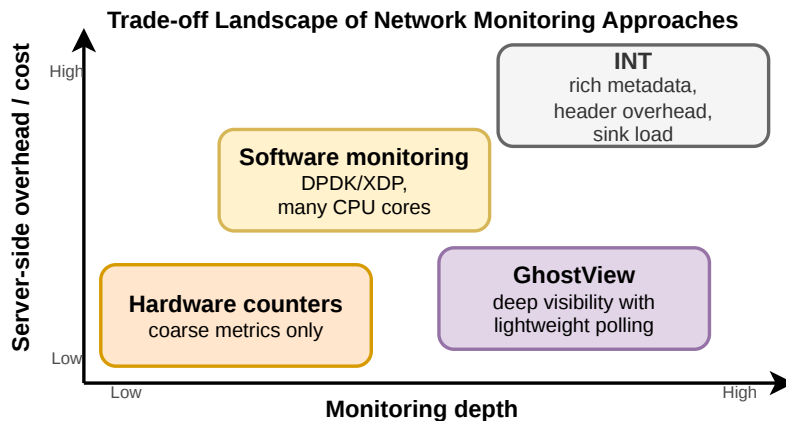 Trade-off Landscape of Network Monitoring Approaches
Server-side overhead / cost
High
INT
rich metadata,
header overhead,
sink load
Software monitoring
DPDK/XDP,
many CPU cores
GhostView
deep visibility with
lightweight polling
Hardware counters
coarse metrics only
Low
Low
High
Monitoring depth